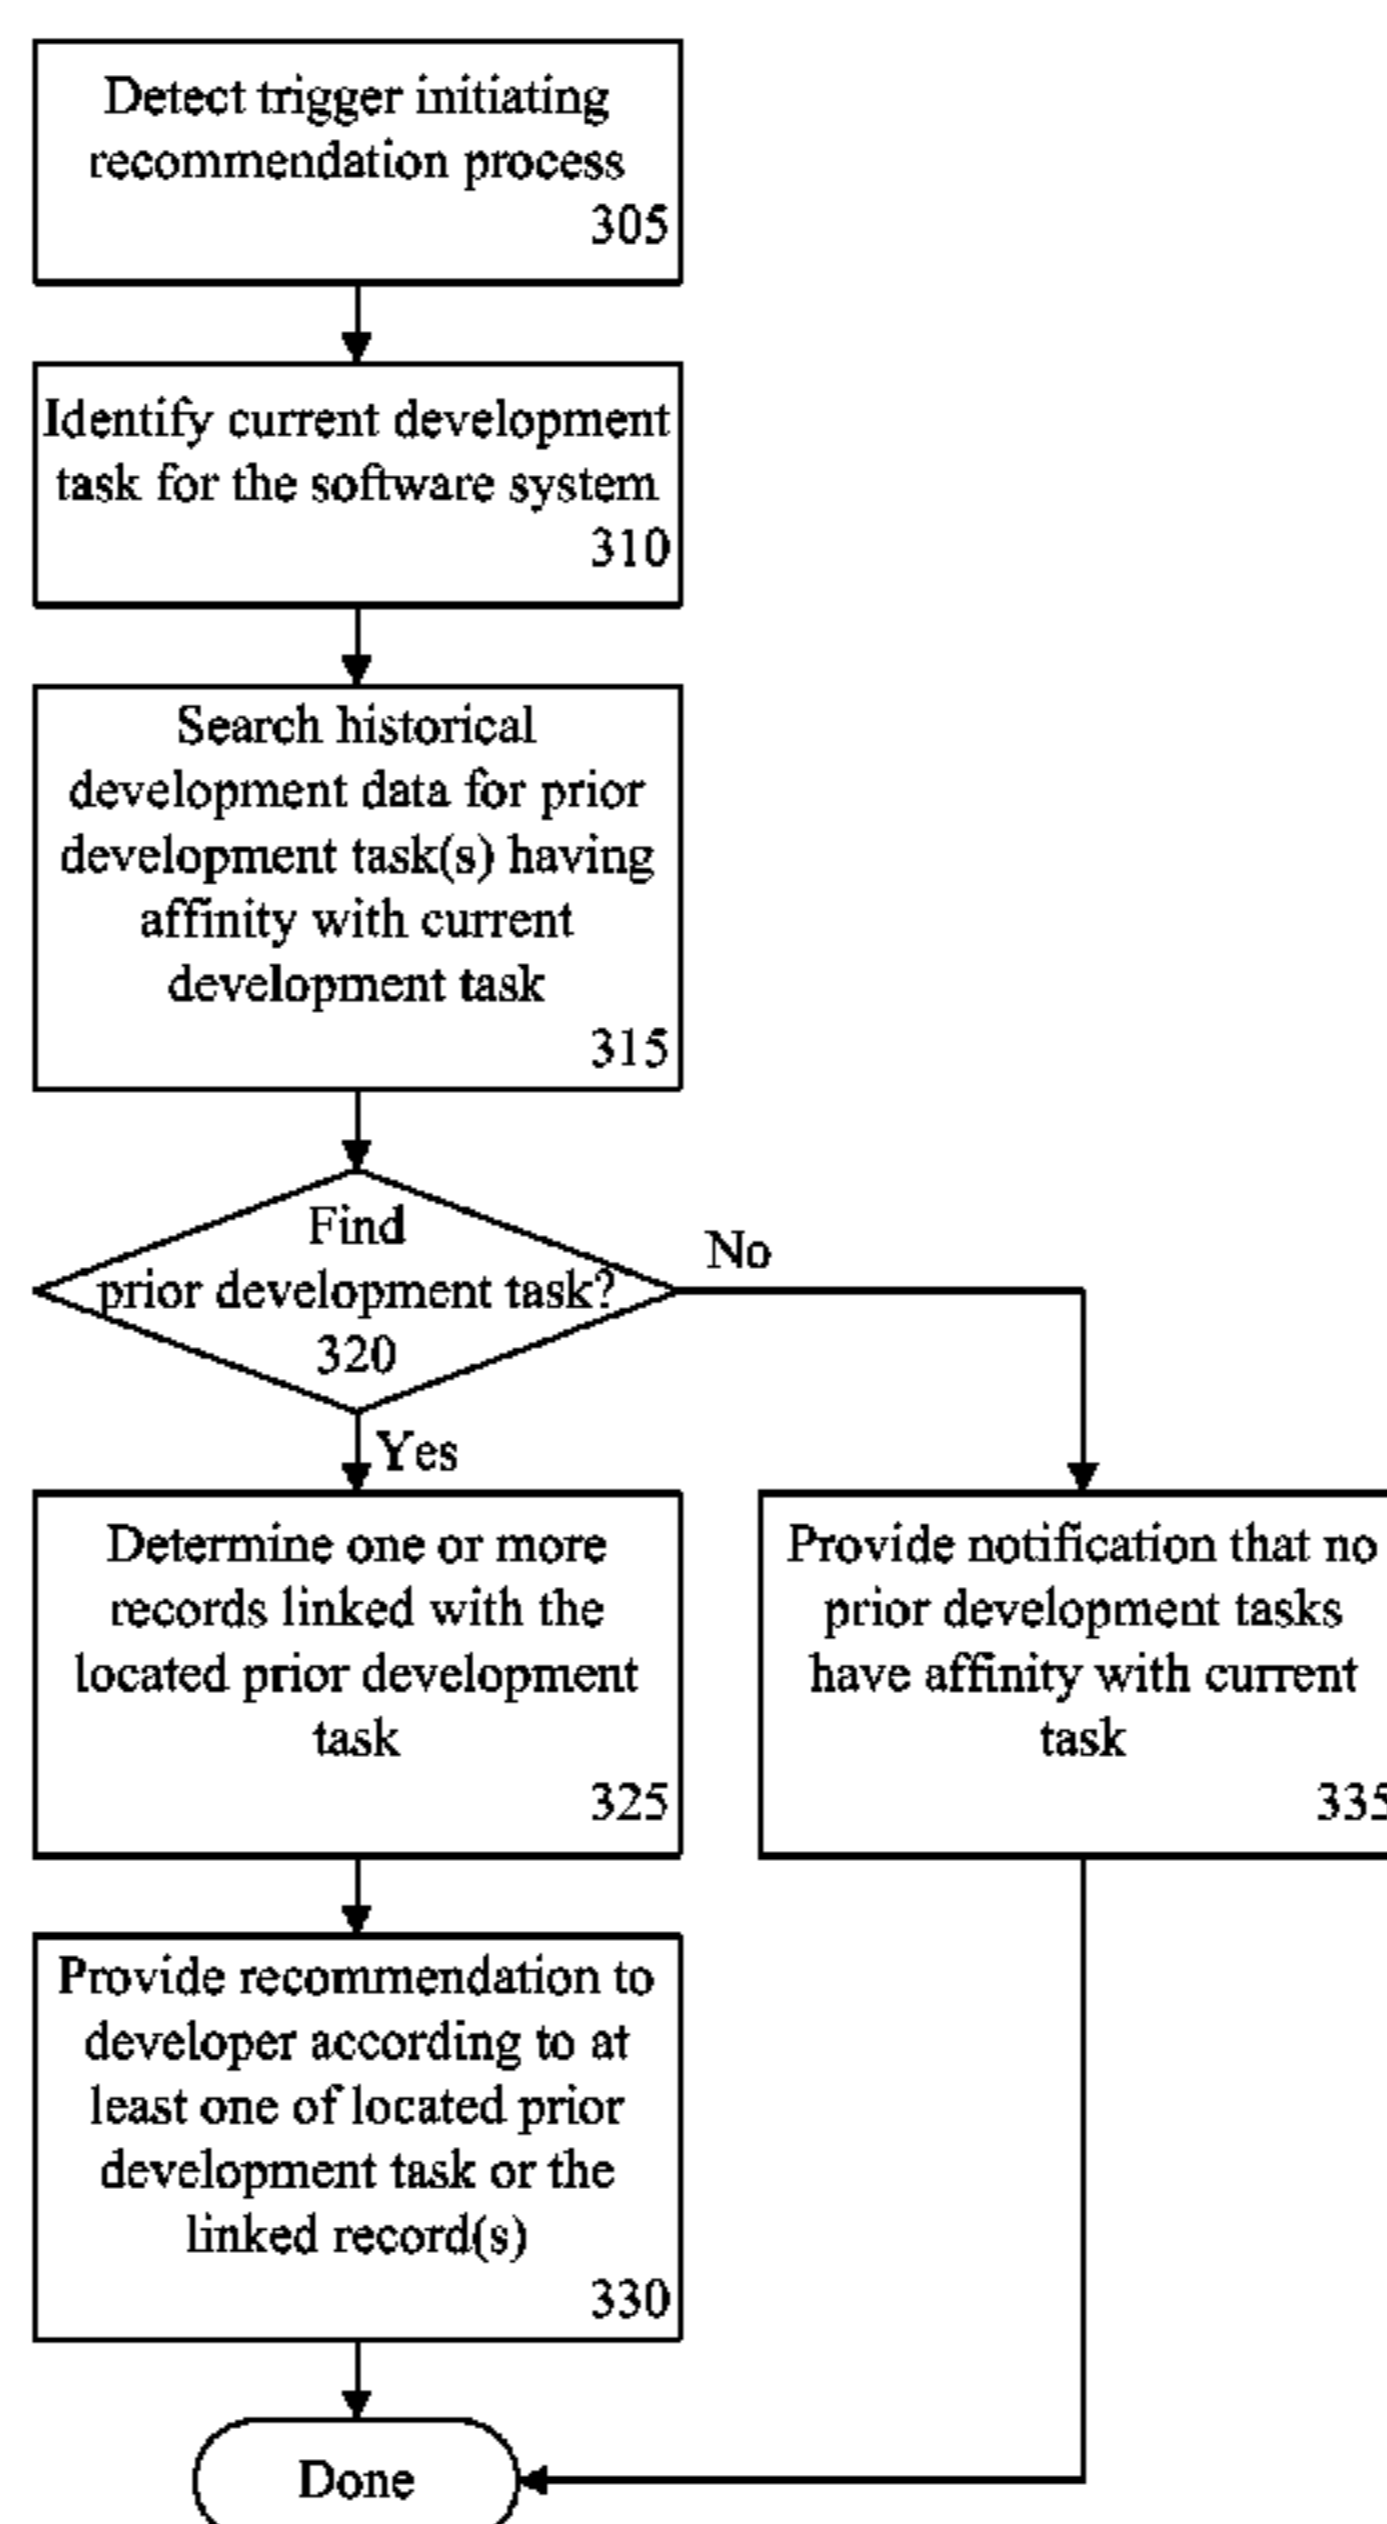 Detect trigger initiating
recommendation process
305
Identify current development
task for the software system
310
Search historical
development data for prior
development task(s) having
affinity with current
development task
315
Find
prior development task?
320
No
Yes
Determine one or more
records linked with the
located prior development
task
325
Provide notification that no
prior development tasks
have affinity with current
task
335
Provide recommendation to
developer according to at
least one of located prior
development task or the
linked record(s)
330
Done